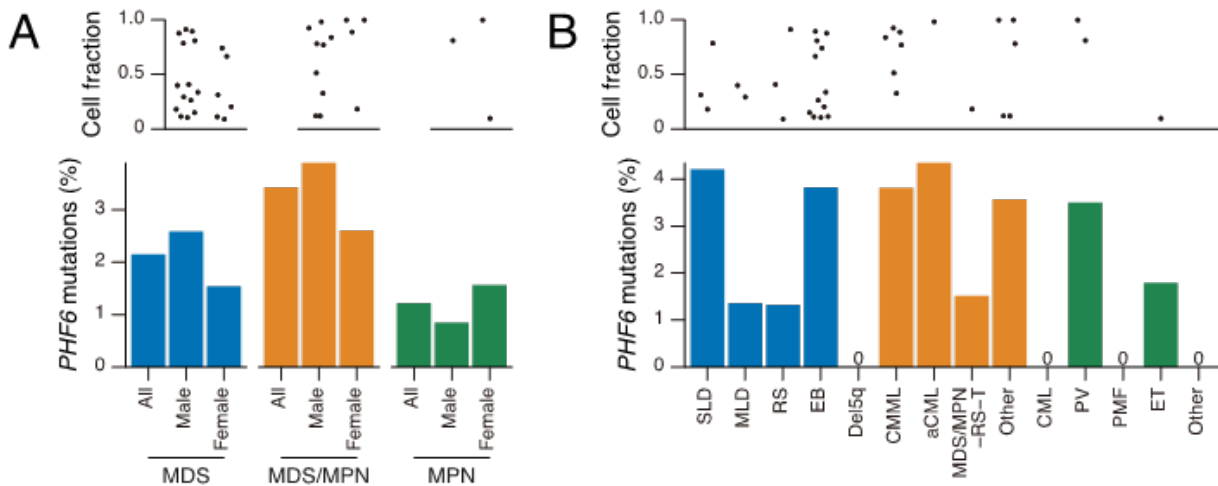 A
Cell fraction
1.0
0.5
0
PHF6 mutations (%)
3
2
1
0
All
Male
Female
All
Male
Female
All
Male
Female
MDS
MDS/MPN
MPN
B
Cell fraction
1.0
0.5
0
PHF6 mutations (%)
4
3
2
1
0
0
0
0
0
SLD
MLD
RS
EB
Del5q
CMML
aCML
MDS/MPN
-RS-T
Other
CML
PV
PMF
ET
Other